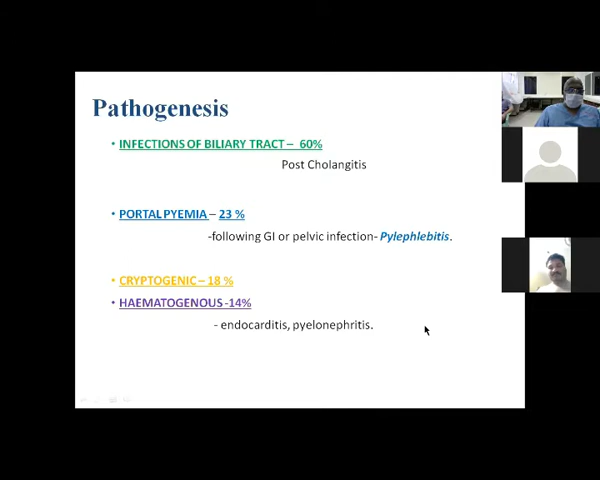 Pathogenesis
• INFECTIONS OF BILIARY TRACT – 60%
Post Cholangitis
• PORTAL PYEMIA – 23 %
-following GI or pelvic infection- Pylephlebitis.
• CRYPTOGENIC – 18 %
• HAEMATOGENOUS -14%
- endocarditis, pyelonephritis.